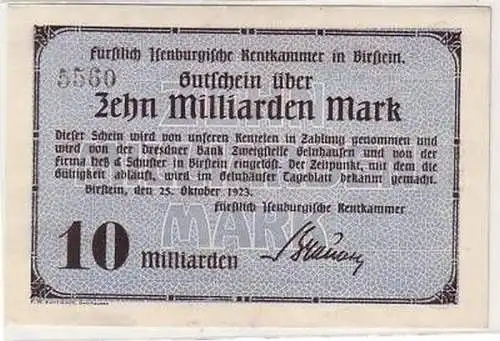 Fürstlich Isenburgische Rentkammer in Birstein.
5560
Gutschein über
Zehn Milliarden Mark
Dieser Schein wird von unseren Renteien in Zahlung genommen und
wird von der Dresdner Bank Zweigstelle Gelnhausen und von der
Firma Heß & Schuster in Birstein eingelöst. Der Zeitpunkt, mit dem die
Gültigkeit abläuft, wird im Gelnhäuser Tageblatt bekannt gemacht.
Birstein, den 25. Oktober 1923.
Fürstlich Isenburgische Rentkammer
MARK
10 Milliarden